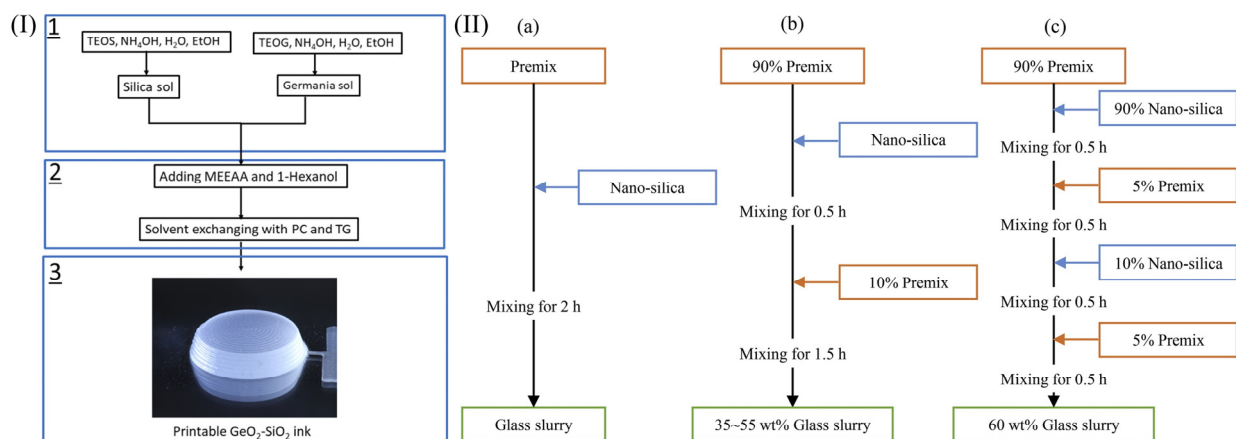 (I)
1
TEOS, NH₄OH, H₂O, EtOH
TEOG, NH₄OH, H₂O, EtOH
Silica sol
Germania sol
2
Adding MEEAA and 1-Hexanol
Solvent exchanging with PC and TG
3
Printable GeO₂-SiO₂ ink
(II)
(a)
Premix
Nano-silica
Mixing for 2 h
Glass slurry
(b)
90% Premix
Nano-silica
Mixing for 0.5 h
10% Premix
Mixing for 1.5 h
35~55 wt% Glass slurry
(c)
90% Premix
90% Nano-silica
Mixing for 0.5 h
5% Premix
Mixing for 0.5 h
10% Nano-silica
Mixing for 0.5 h
5% Premix
Mixing for 0.5 h
60 wt% Glass slurry